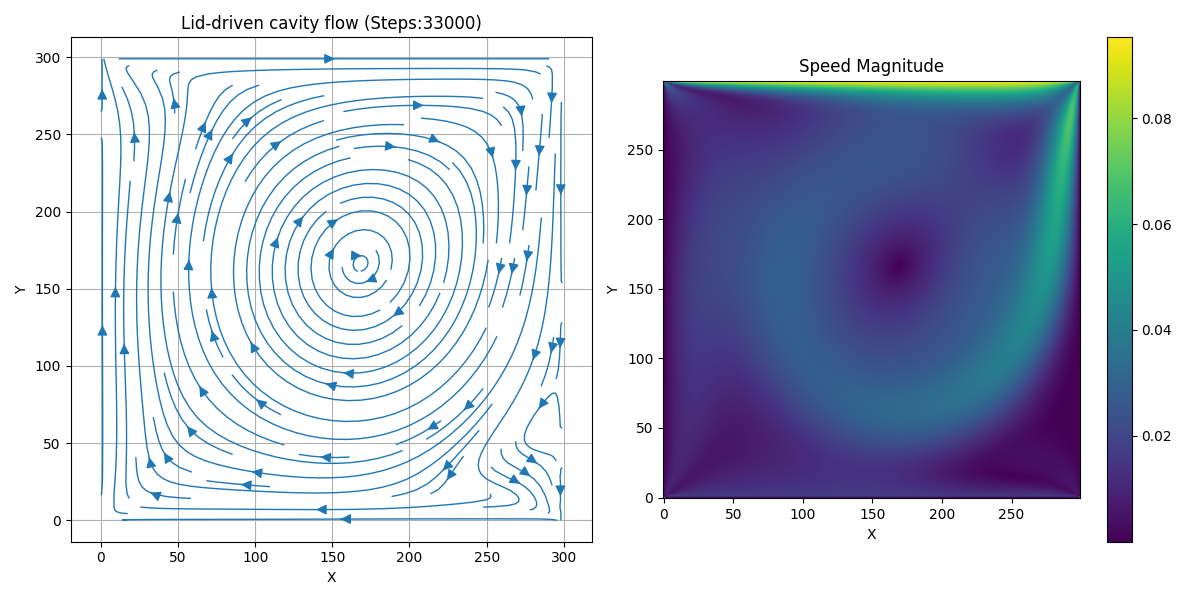 Lid-driven cavity flow (Steps:33000)
300
250
200
150
100
50
0
Y
0 50 100 150 200 250 300
X
Speed Magnitude
250
200
150
100
50
0
Y
0 50 100 150 200 250
X
0.08
0.06
0.04
0.02